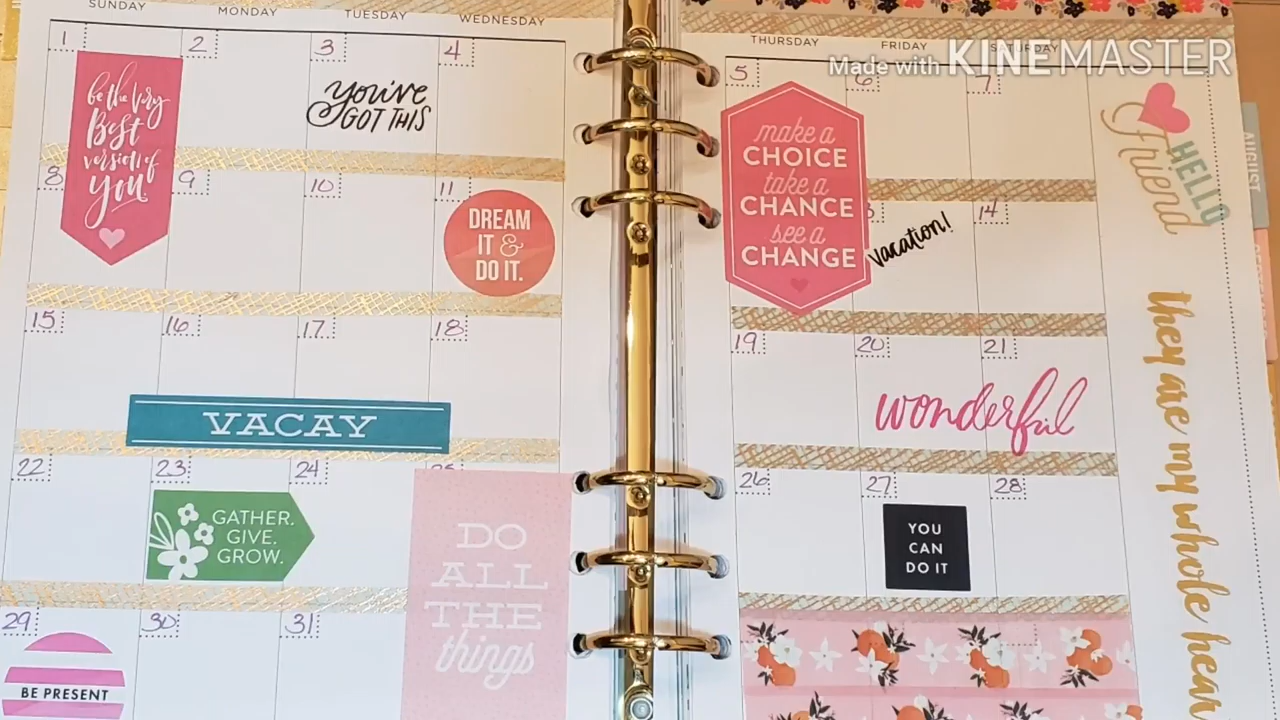 SUNDAY MONDAY TUESDAY WEDNESDAY
THURSDAY FRIDAY SATURDAY
Made with KINEMASTER
1 2 3 4
5 6 7
be the very
Best
version of
you.
you've
GOT THIS
make a
CHOICE
take a
CHANCE
see a
CHANGE
HELLO
Friend
AUGUST
8 9 10 11
14
DREAM
IT &
DO IT.
vacation!
15 16 17 18
19 20 21
VACAY
wonderful
they are my whole hear
22 23 24 25
26 27 28
GATHER.
GIVE.
GROW.
DO
ALL
THE
things
YOU
CAN
DO IT
29 30 31
BE PRESENT